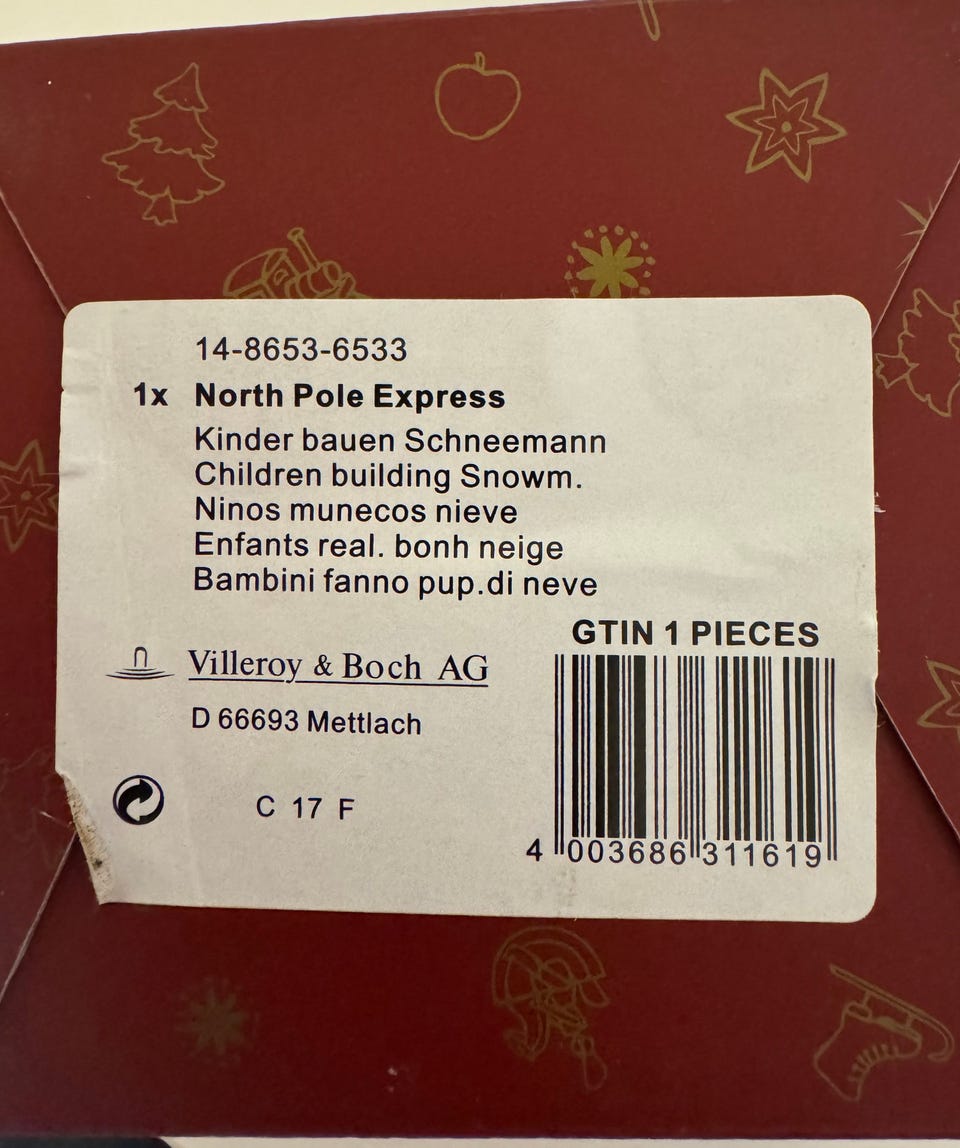 14-8653-6533
1x North Pole Express
Kinder bauen Schneemann
Children building Snowm.
Ninos munecos nieve
Enfants real. bonh neige
Bambini fanno pup.di neve
GTIN 1 PIECES
Villeroy & Boch AG
D 66693 Mettlach
C 17 F
4 003686 311619